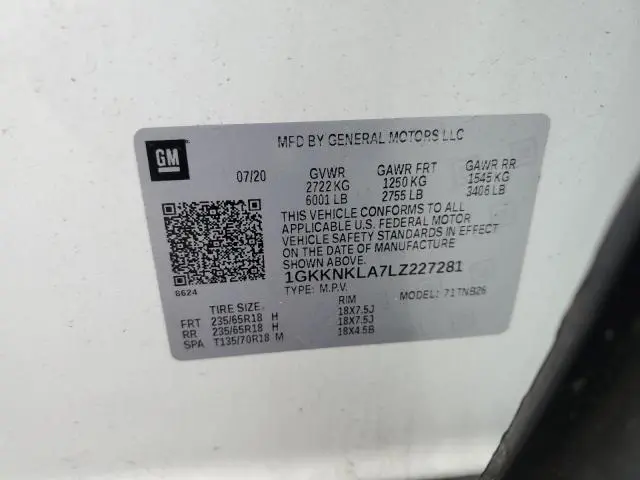 GM
MFD BY GENERAL MOTORS LLC
07/20 GVWR GAWR FRT GAWR RR
2722 KG 1250 KG 1545 KG
6001 LB 2755 LB 3406 LB
THIS VEHICLE CONFORMS TO ALL
APPLICABLE U.S. FEDERAL MOTOR
VEHICLE SAFETY STANDARDS IN EFFECT
ON THE DATE OF MANUFACTURE
SHOWN ABOVE.
1GKKNKLA7LZ227281
8624
TYPE: M.P.V. MODEL: 71TNB26
TIRE SIZE: RIM
FRT 235/65R18 H 18X7.5J
RR 235/65R18 H 18X7.5J
SPA T135/70R18 M 18X4.5B